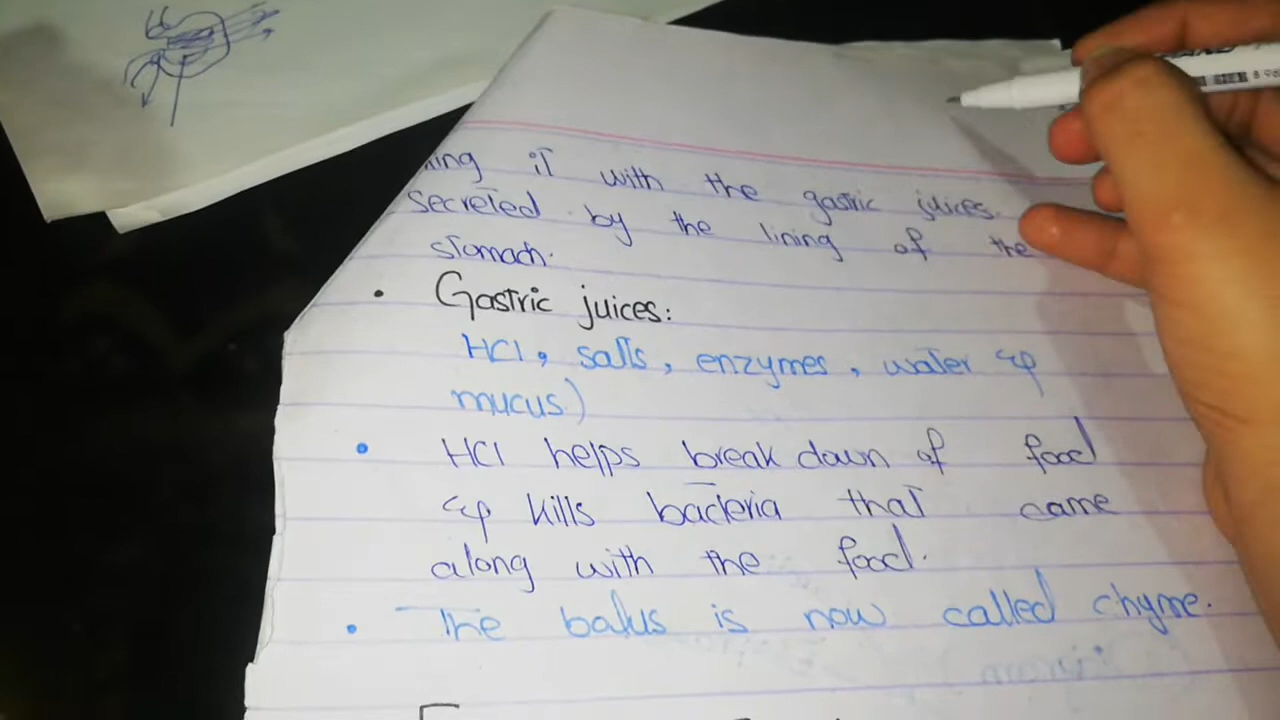 it with the gastric juices.
secreted by the lining of the
stomach.
• Gastric juices:
HCl, salts, enzymes, water &
mucus)
• HCl helps break down of food
& kills bacteria that came
along with the food.
• The bolus is now called chyme.